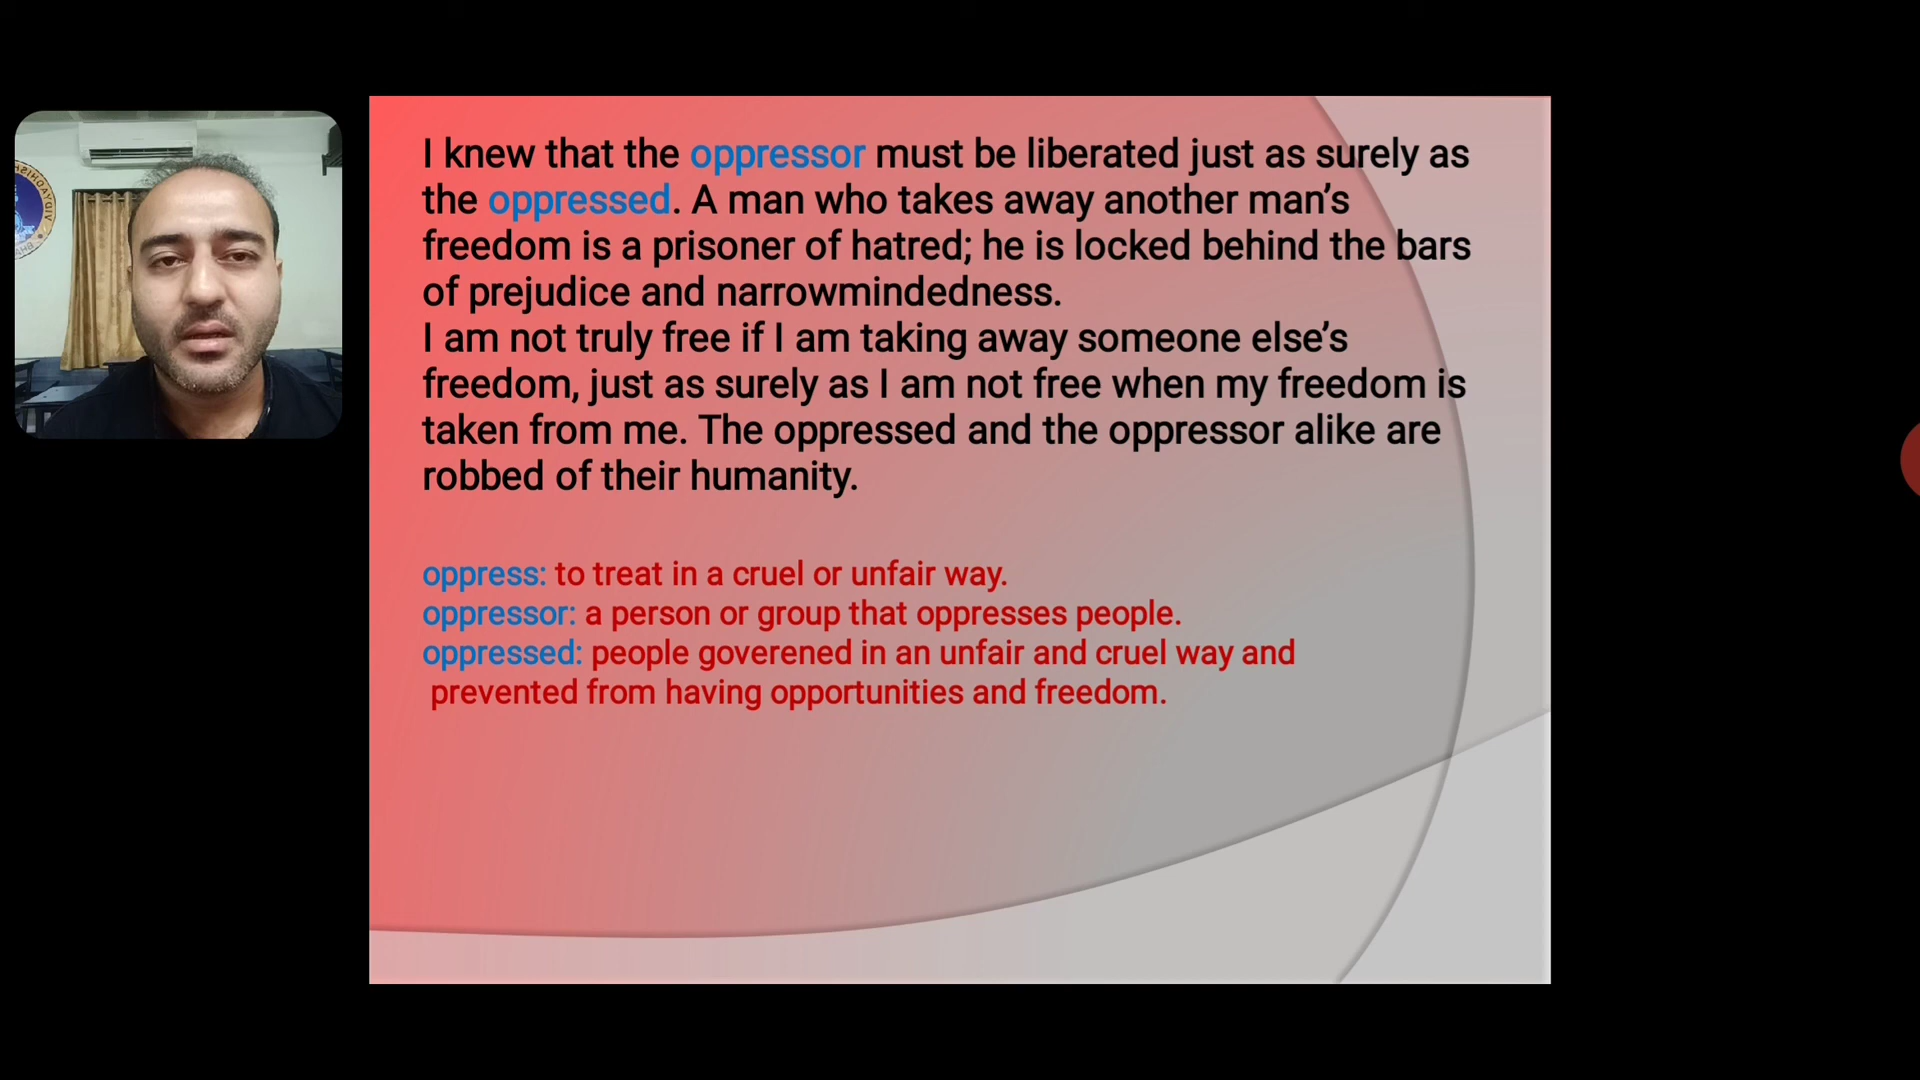 I knew that the oppressor must be liberated just as surely as
the oppressed. A man who takes away another man’s
freedom is a prisoner of hatred; he is locked behind the bars
of prejudice and narrowmindedness.
I am not truly free if I am taking away someone else’s
freedom, just as surely as I am not free when my freedom is
taken from me. The oppressed and the oppressor alike are
robbed of their humanity.
oppress: to treat in a cruel or unfair way.
oppressor: a person or group that oppresses people.
oppressed: people goverened in an unfair and cruel way and
prevented from having opportunities and freedom.